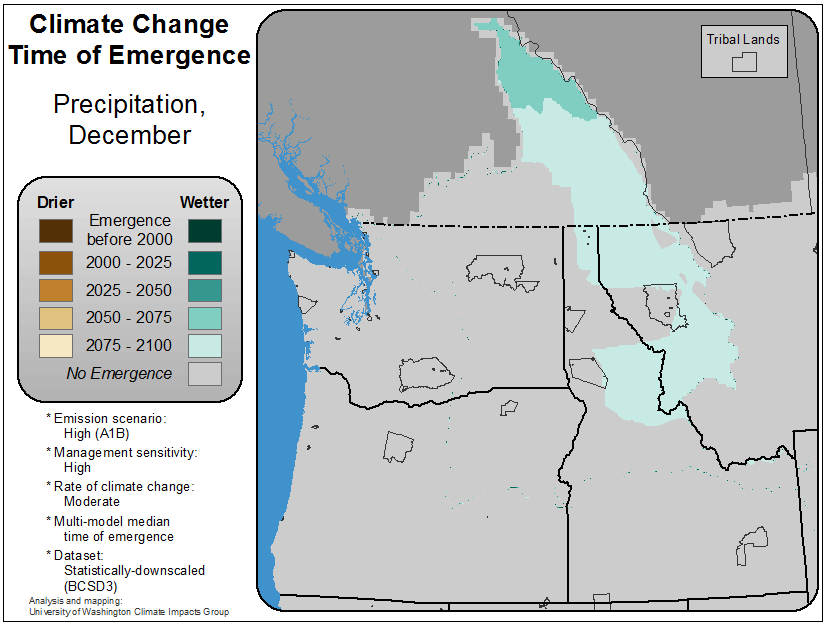 Climate Change
Time of Emergence
Precipitation,
December
Drier
Wetter
Emergence
before 2000
2000 - 2025
2025 - 2050
2050 - 2075
2075 - 2100
No Emergence
* Emission scenario:
High (A1B)
* Management sensitivity:
High
* Rate of climate change:
Moderate
* Multi-model median
time of emergence
* Dataset:
Statistically-downscaled
(BCSD3)
Analysis and mapping:
University of Washington Climate Impacts Group
Tribal Lands